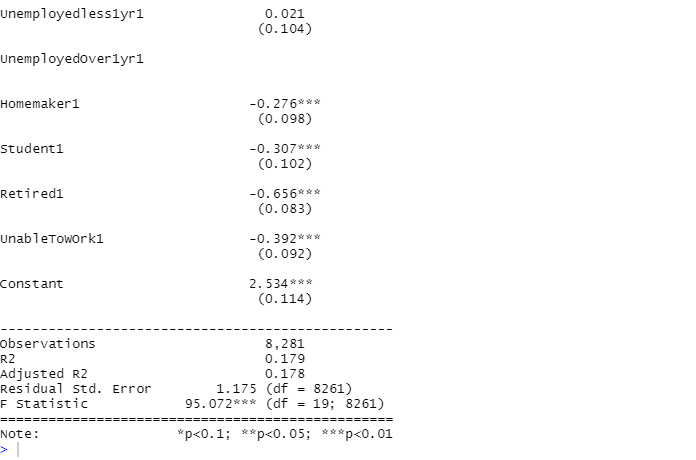 Unemployedless1yr1 0.021
(0.104)
UnemployedOver1yr1
Homemaker1 -0.276***
(0.098)
Student1 -0.307***
(0.102)
Retired1 -0.656***
(0.083)
UnableToWOrk1 -0.392***
(0.092)
Constant 2.534***
(0.114)
-------------------------------------------------
Observations 8,281
R2 0.179
Adjusted R2 0.178
Residual Std. Error 1.175 (df = 8261)
F Statistic 95.072*** (df = 19; 8261)
=================================================
Note: *p<0.1; **p<0.05; ***p<0.01
>